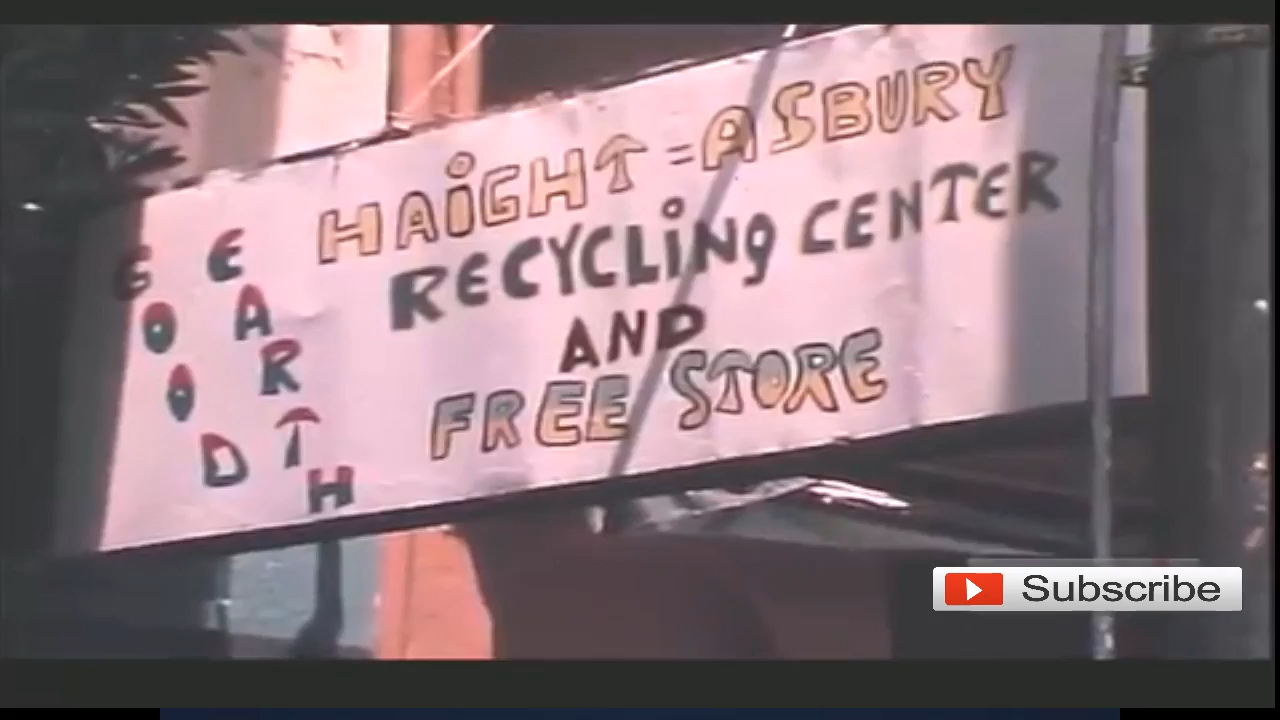 GOOD
EARTH
HAIGHT=ASBURY
RECYCLING CENTER
AND
FREE STORE
Subscribe